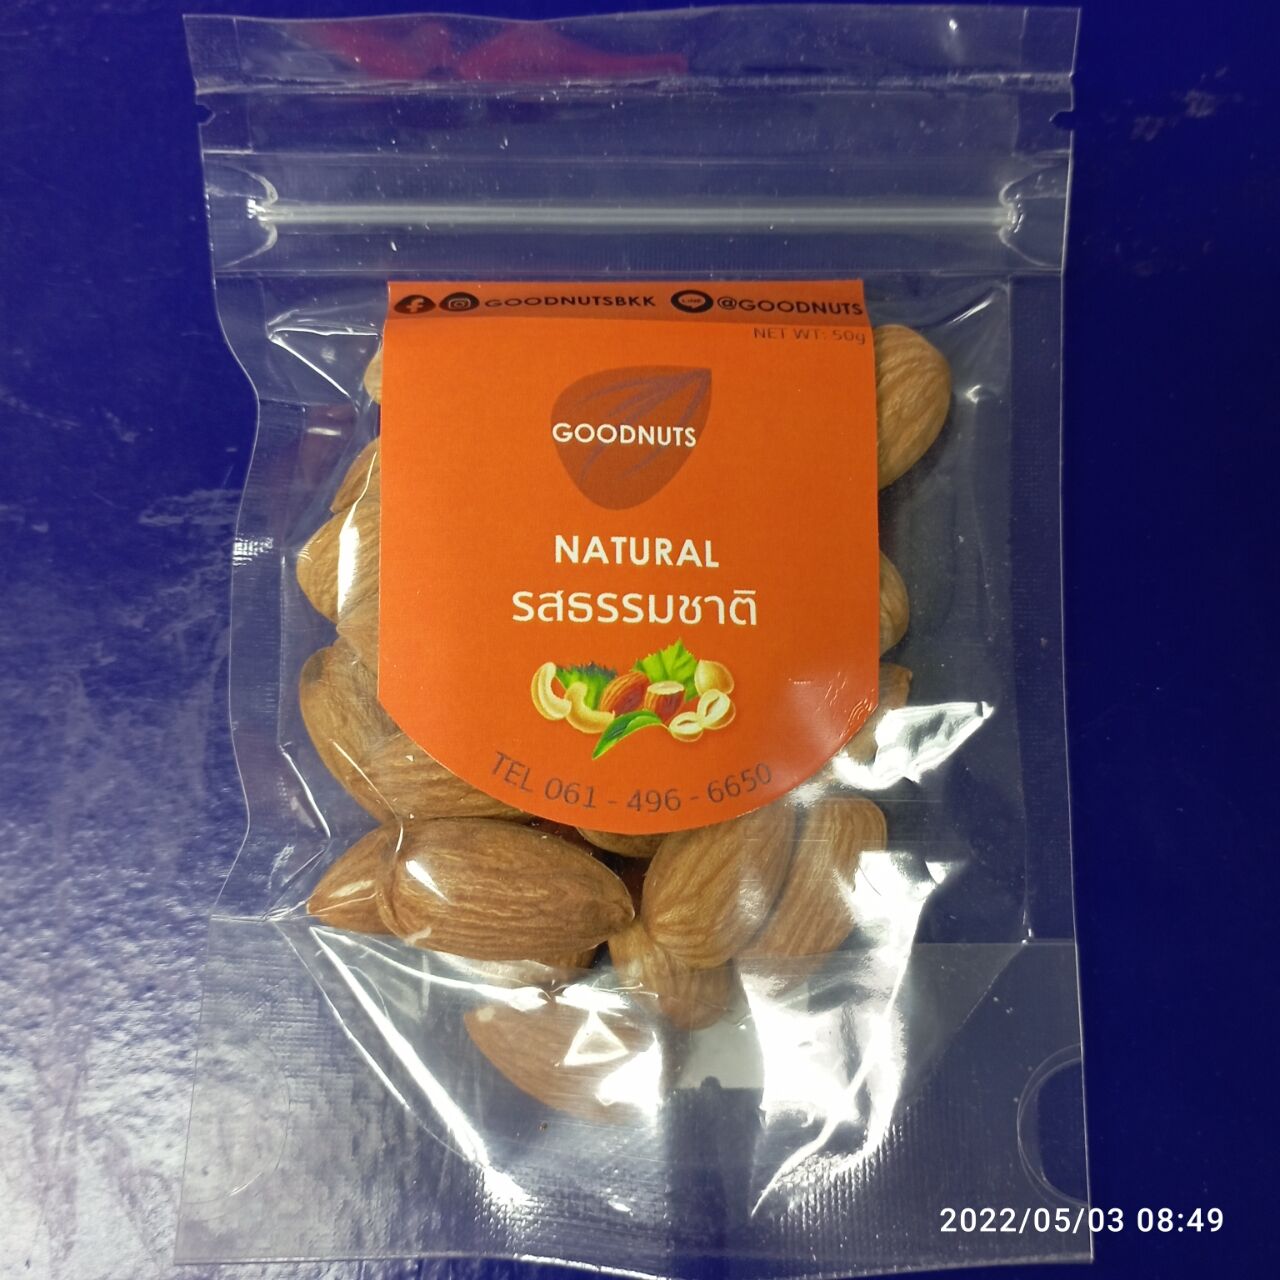 GOODNUTSBKK LINE @GOODNUTS
NET WT: 50g
GOODNUTS
NATURAL
รสธรรมชาติ
TEL 061 - 496 - 6650
2022/05/03 08:49